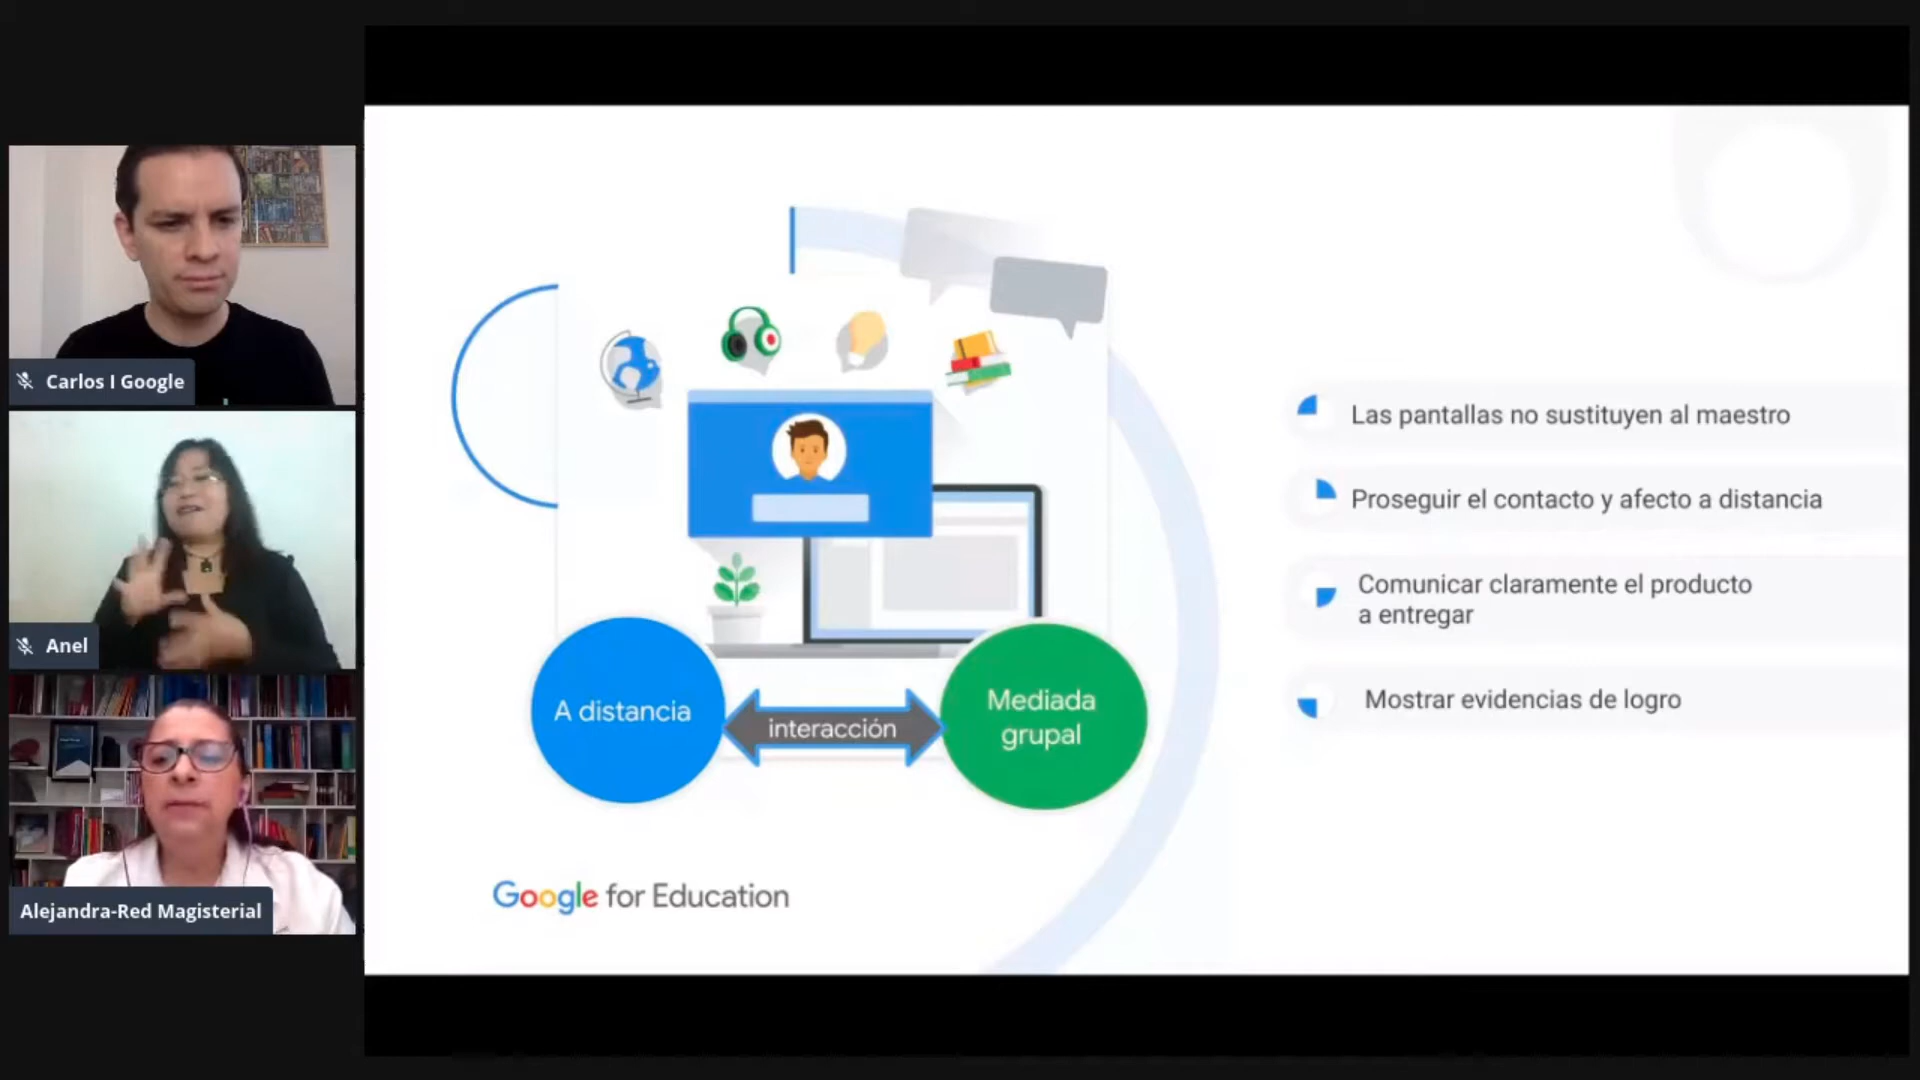 Carlos I Google
Anel
Alejandra-Red Magisterial
A distancia
interacción
Mediada
grupal
Google for Education
Las pantallas no sustituyen al maestro
Proseguir el contacto y afecto a distancia
Comunicar claramente el producto
a entregar
Mostrar evidencias de logro